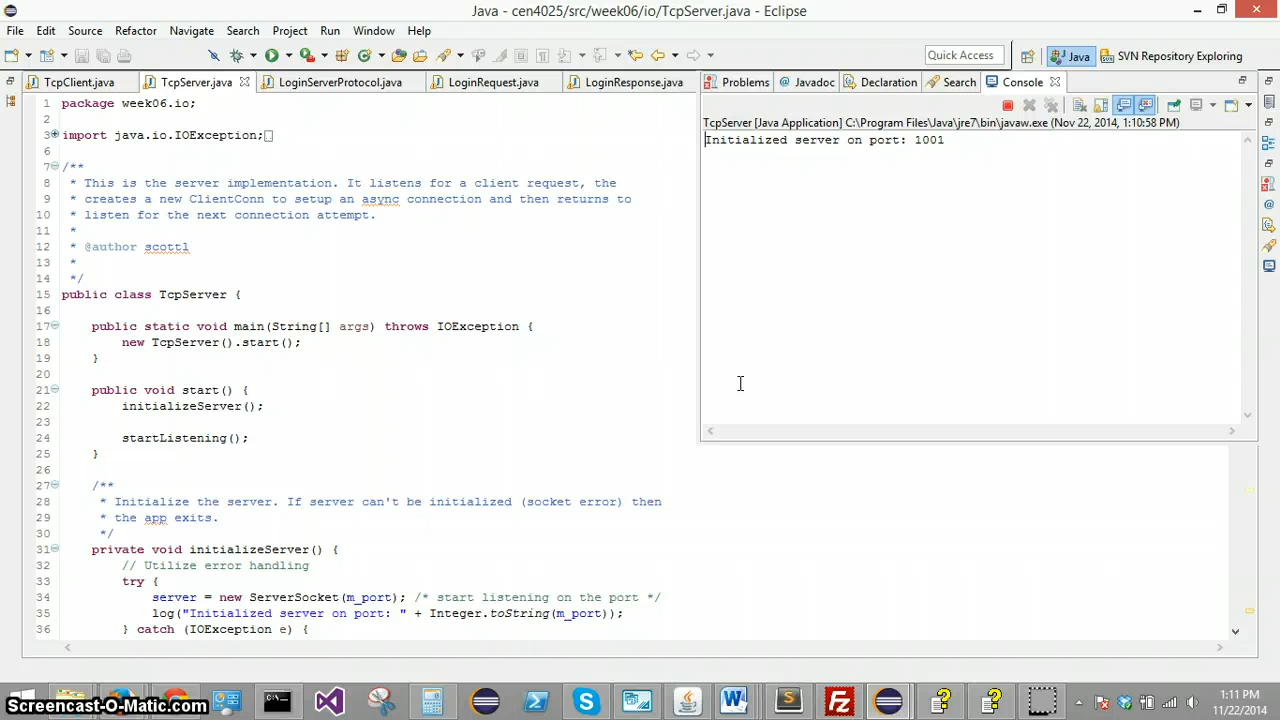 Java - cen4025/src/week06/io/TcpServer.java - Eclipse
File Edit Source Refactor Navigate Search Project Run Window Help
Quick Access Java SVN Repository Exploring
TcpClient.java TcpServer.java LoginServerProtocol.java LoginRequest.java LoginResponse.java
Problems Javadoc Declaration Search Console
TcpServer [Java Application] C:\Program Files\Java\jre7\bin\javaw.exe (Nov 22, 2014, 1:10:58 PM)
Initialized server on port: 1001
1 package week06.io;
2
3 import java.io.IOException;
6
7 /**
8 * This is the server implementation. It listens for a client request, the
9 * creates a new ClientConn to setup an async connection and then returns to
10 * listen for the next connection attempt.
11 *
12 * @author scottl
13 *
14 */
15 public class TcpServer {
16
17 public static void main(String[] args) throws IOException {
18 new TcpServer().start();
19 }
20
21 public void start() {
22 initializeServer();
23
24 startListening();
25 }
26
27 /**
28 * Initialize the server. If server can't be initialized (socket error) then
29 * the app exits.
30 */
31 private void initializeServer() {
32 // Utilize error handling
33 try {
34 server = new ServerSocket(m_port); /* start listening on the port */
35 log("Initialized server on port: " + Integer.toString(m_port));
36 } catch (IOException e) {
Screencast-O-Matic.com
1:11 PM
11/22/2014